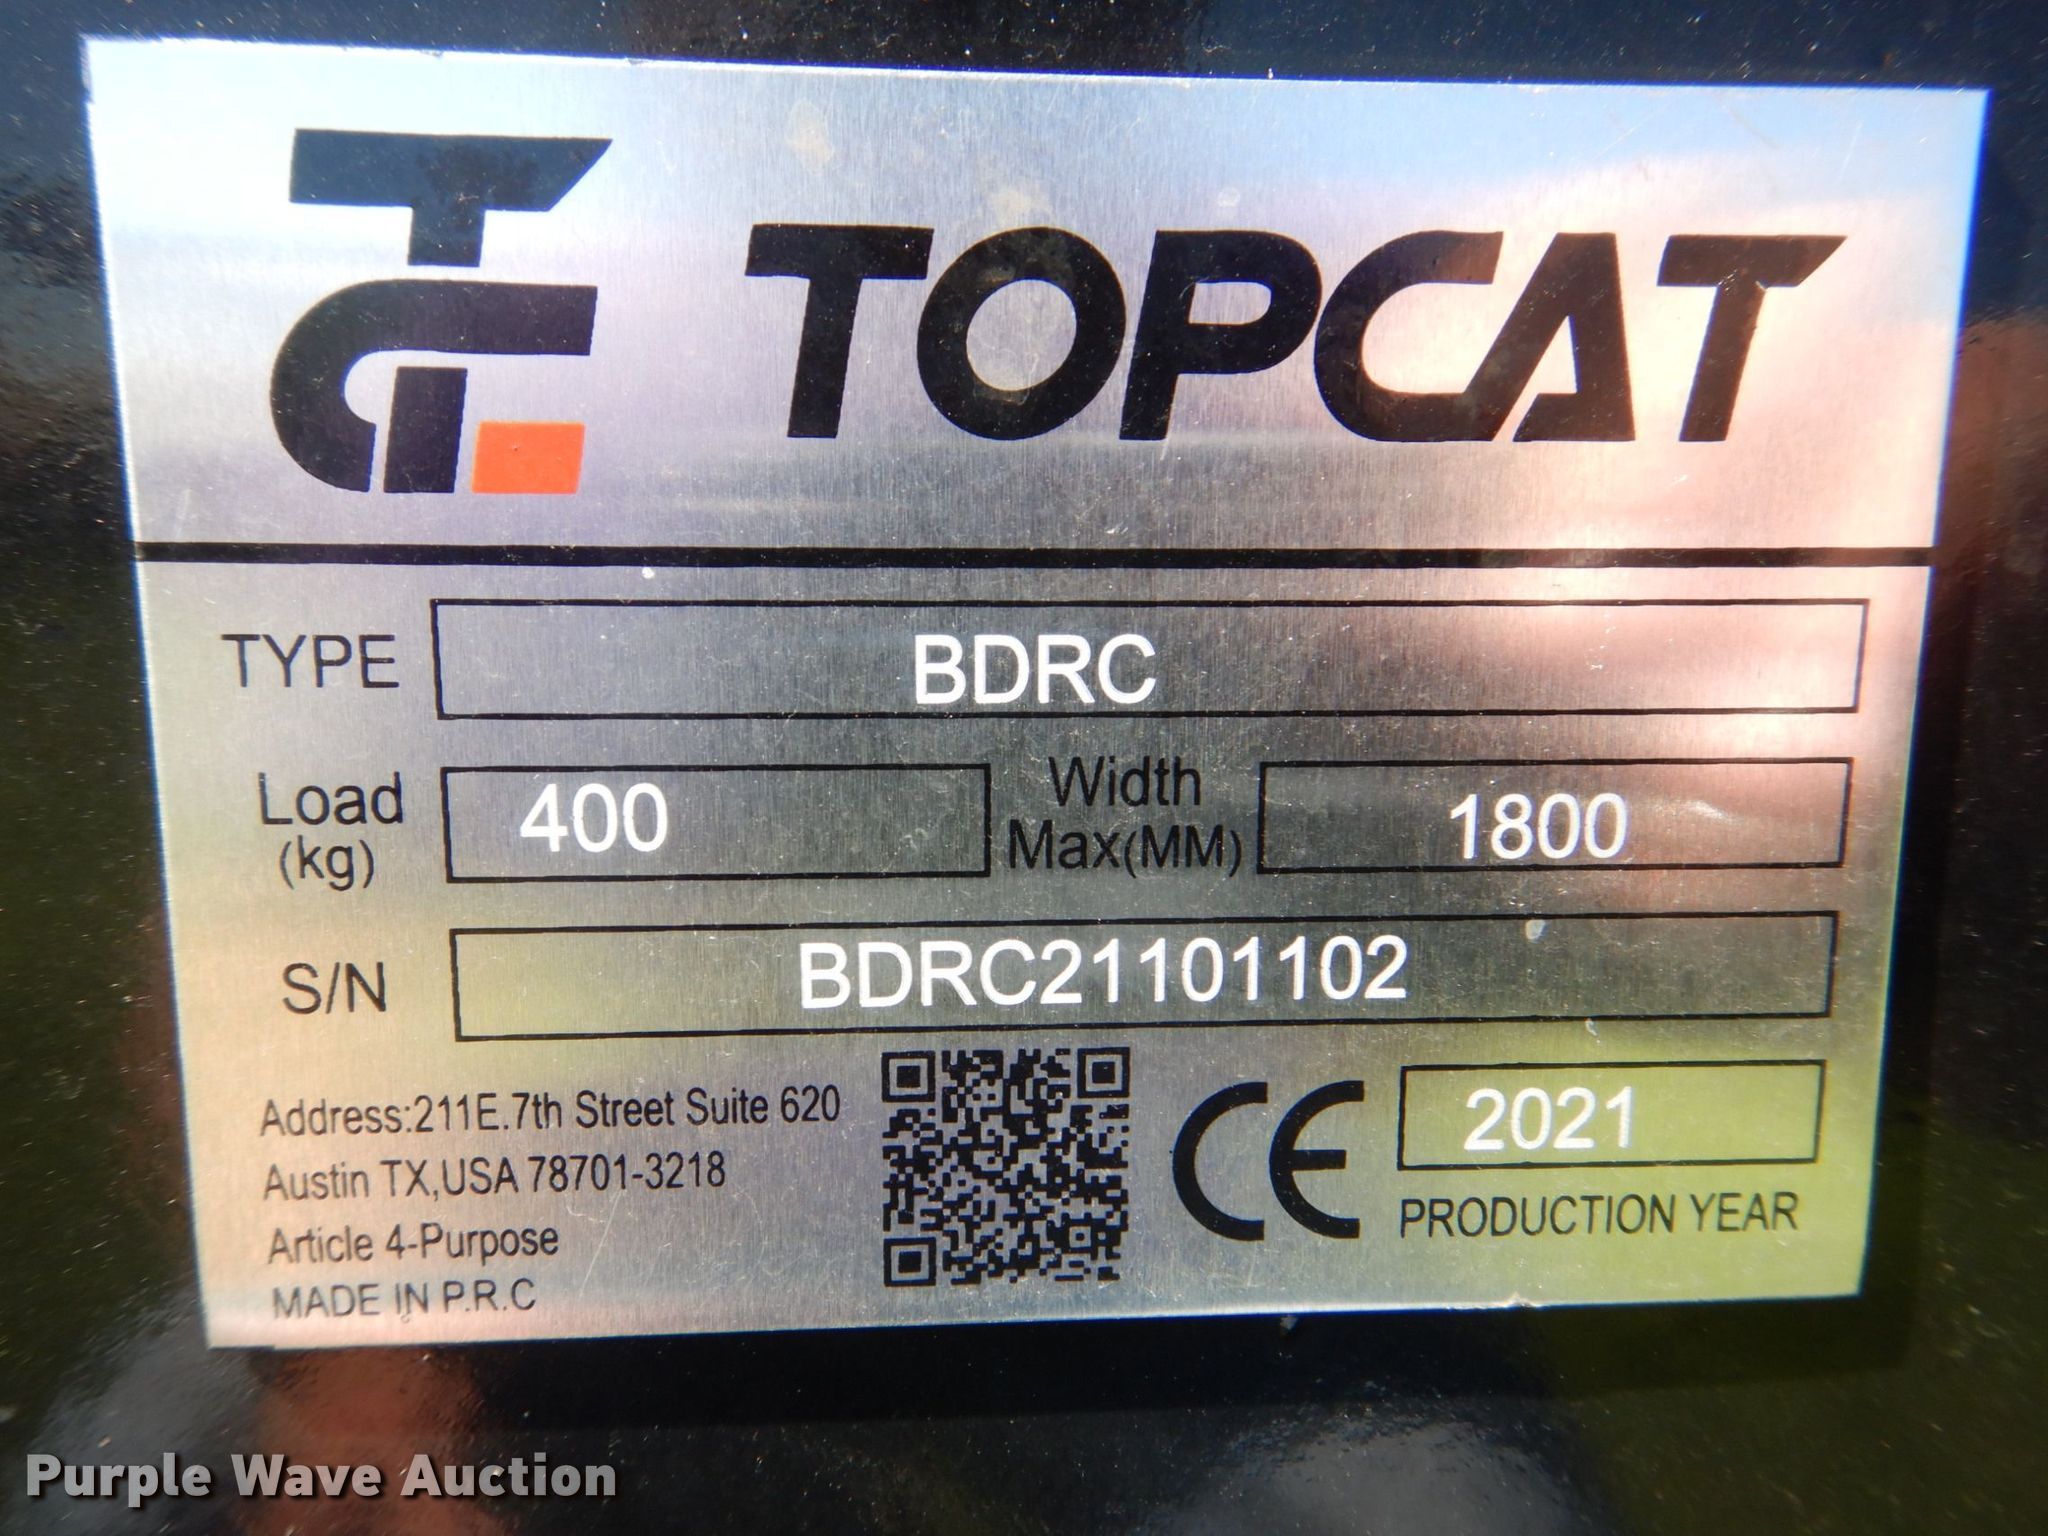 TOPCAT
TYPE BDRC
Load (kg) 400 Width Max(MM) 1800
S/N BDRC21101102
Address:211E.7th Street Suite 620
Austin TX,USA 78701-3218
Article 4-Purpose
MADE IN P.R.C
CE
2021
PRODUCTION YEAR
Purple Wave Auction